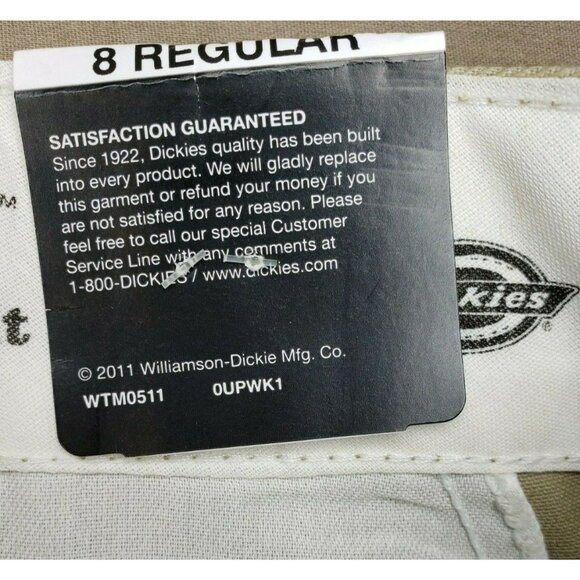 8 REGULAR
SATISFACTION GUARANTEED
Since 1922, Dickies quality has been built
into every product. We will gladly replace
this garment or refund your money if you
are not satisfied for any reason. Please
feel free to call our special Customer
Service Line with any comments at
1-800-DICKIES / www.dickies.com
© 2011 Williamson-Dickie Mfg. Co.
WTM0511 0UPWK1
TM
t
kies
®